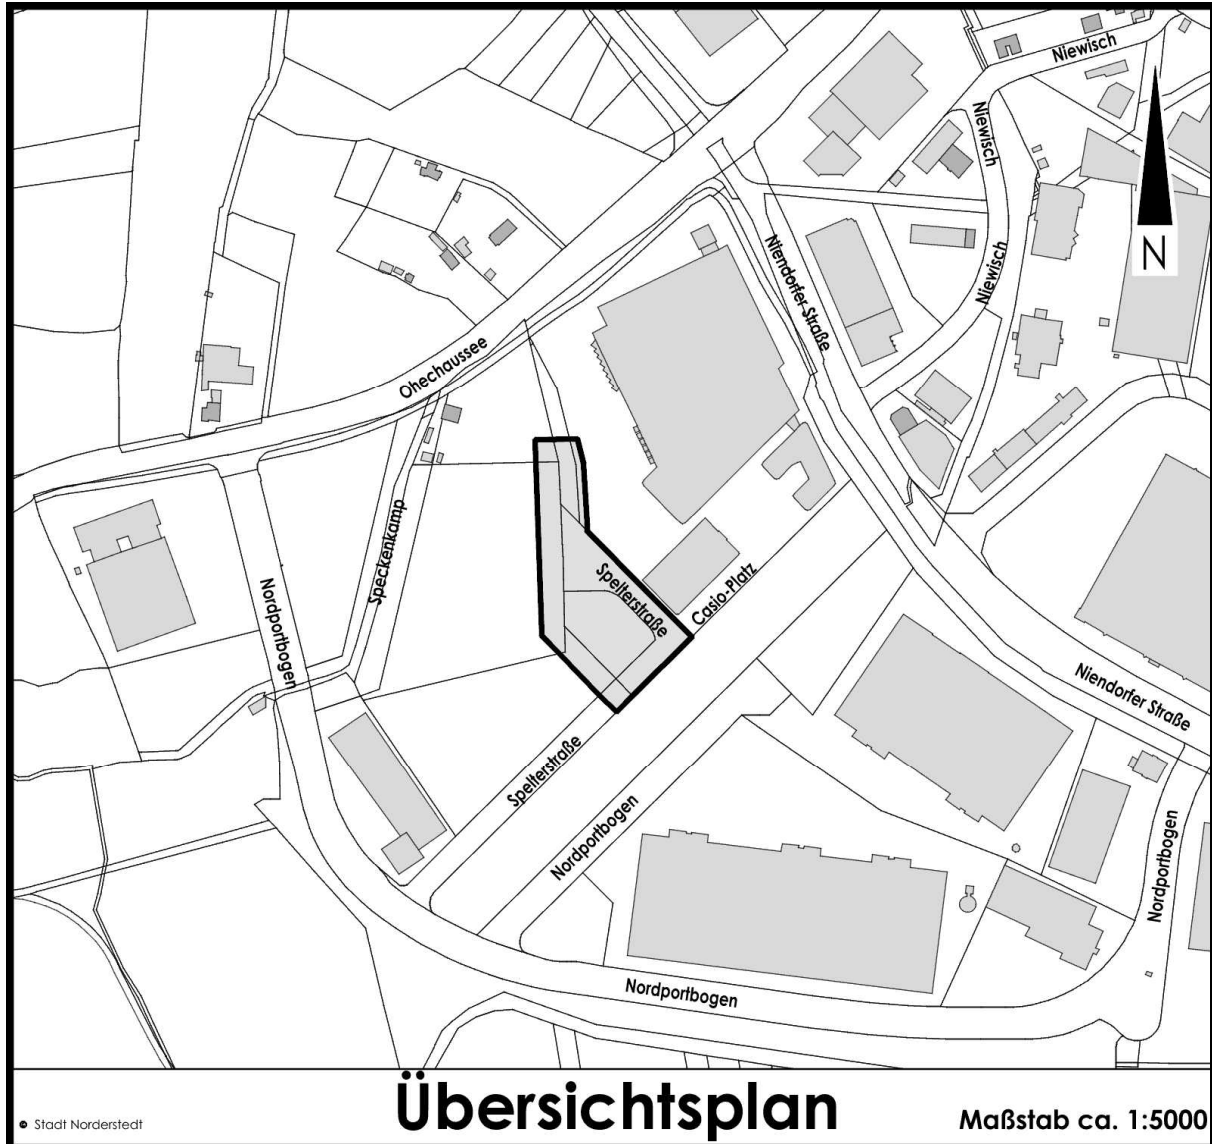 Niewisch
Niewisch
Niendorfer Straße
Niewisch
N
Ohechaussee
Speckenkamp
Nordportbogen
Spelterstraße
Casio-Platz
Niendorfer Straße
Spelterstraße
Nordportbogen
Nordportbogen
Nordportbogen
Übersichtsplan
© Stadt Norderstedt
Maßstab ca. 1:5000